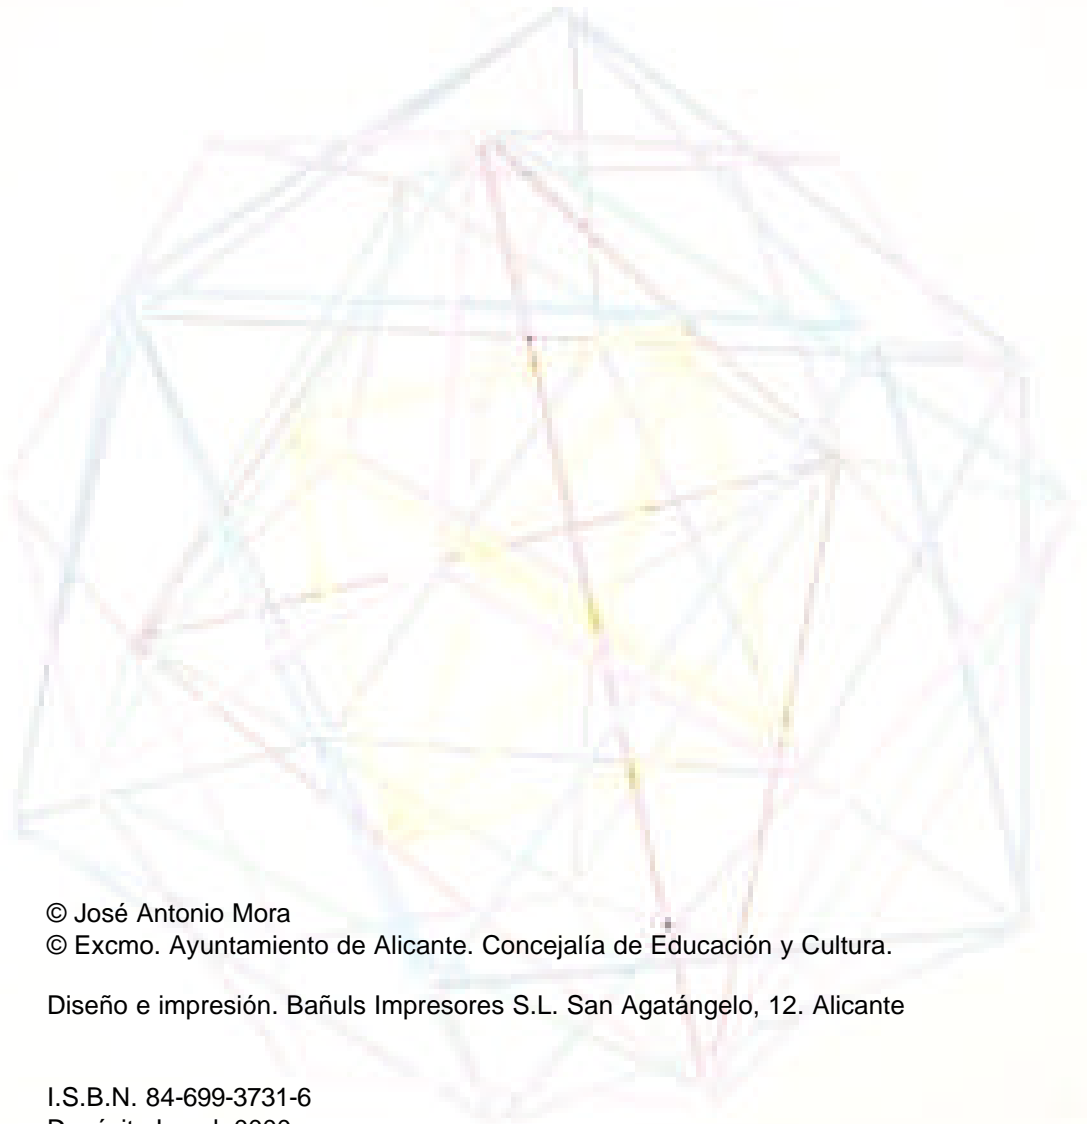 © José Antonio Mora
© Excmo. Ayuntamiento de Alicante. Concejalía de Educación y Cultura.
Diseño e impresión. Bañuls Impresores S.L. San Agatángelo, 12. Alicante
I.S.B.N. 84-699-3731-6